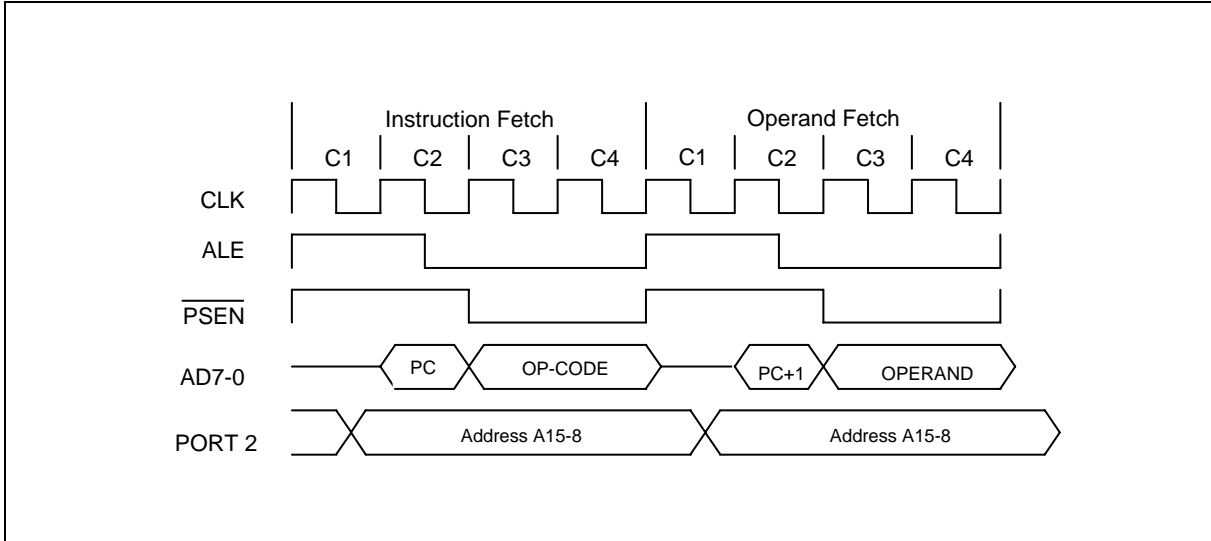 Instruction Fetch Operand Fetch
C1 C2 C3 C4 C1 C2 C3 C4
CLK
ALE
PSEN
AD7-0 PC OP-CODE PC+1 OPERAND
PORT 2 Address A15-8 Address A15-8